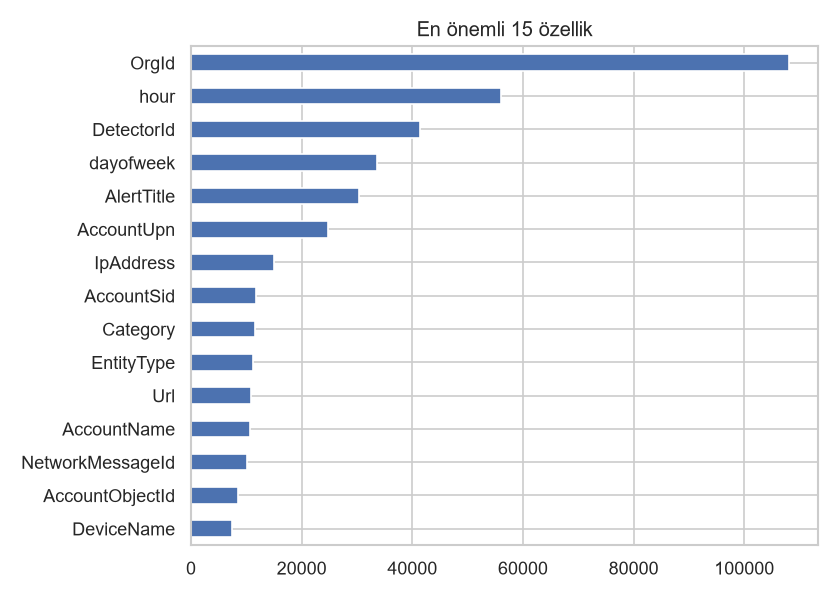 En önemli 15 özellik
OrgId
hour
DetectorId
dayofweek
AlertTitle
AccountUpn
IpAddress
AccountSid
Category
EntityType
Url
AccountName
NetworkMessageId
AccountObjectId
DeviceName
0 20000 40000 60000 80000 100000